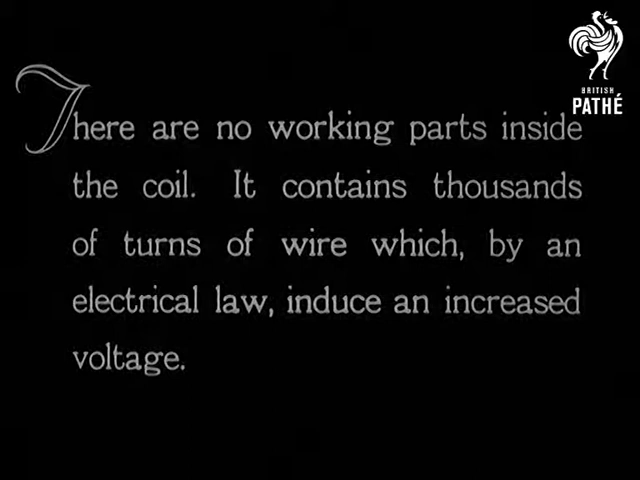 BRITISH
PATHÉ
There are no working parts inside
the coil. It contains thousands
of turns of wire which, by an
electrical law, induce an increased
voltage.